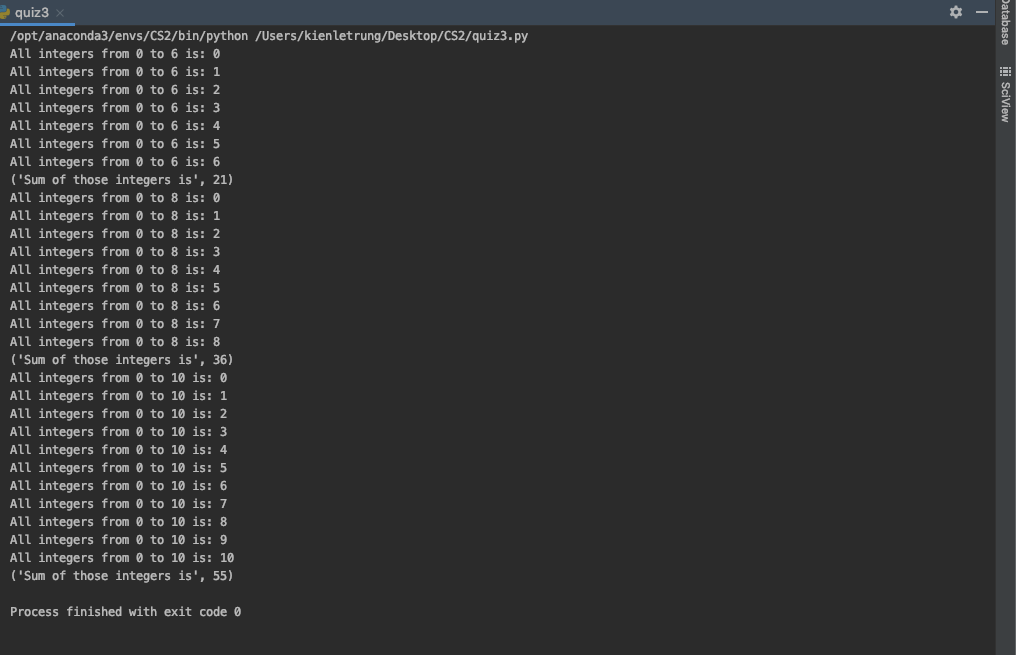 quiz3
/opt/anaconda3/envs/CS2/bin/python /Users/kienletrung/Desktop/CS2/quiz3.py
All integers from 0 to 6 is: 0
All integers from 0 to 6 is: 1
All integers from 0 to 6 is: 2
All integers from 0 to 6 is: 3
All integers from 0 to 6 is: 4
All integers from 0 to 6 is: 5
All integers from 0 to 6 is: 6
('Sum of those integers is', 21)
All integers from 0 to 8 is: 0
All integers from 0 to 8 is: 1
All integers from 0 to 8 is: 2
All integers from 0 to 8 is: 3
All integers from 0 to 8 is: 4
All integers from 0 to 8 is: 5
All integers from 0 to 8 is: 6
All integers from 0 to 8 is: 7
All integers from 0 to 8 is: 8
('Sum of those integers is', 36)
All integers from 0 to 10 is: 0
All integers from 0 to 10 is: 1
All integers from 0 to 10 is: 2
All integers from 0 to 10 is: 3
All integers from 0 to 10 is: 4
All integers from 0 to 10 is: 5
All integers from 0 to 10 is: 6
All integers from 0 to 10 is: 7
All integers from 0 to 10 is: 8
All integers from 0 to 10 is: 9
All integers from 0 to 10 is: 10
('Sum of those integers is', 55)
Process finished with exit code 0
Database
SciView